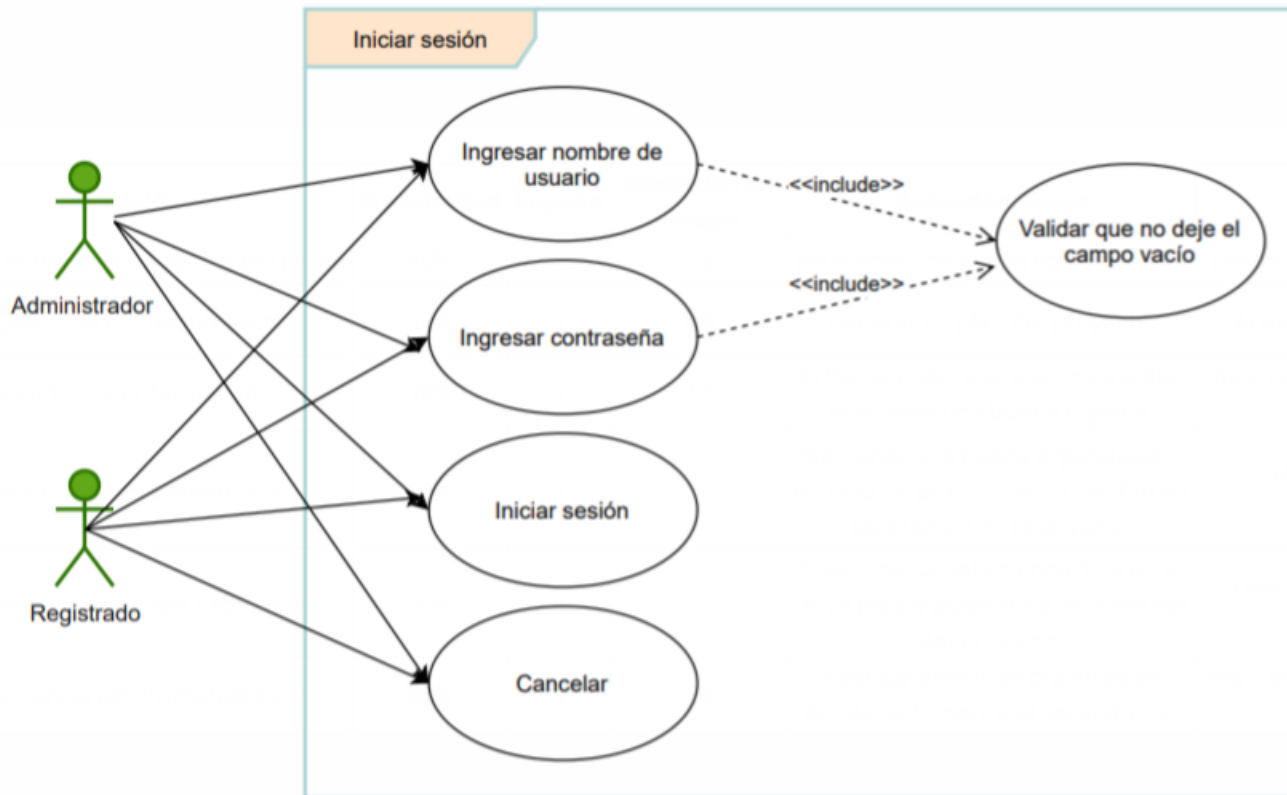 Iniciar sesión
Ingresar nombre de
usuario
<<include>>
Validar que no deje el
campo vacío
Administrador
<<include>>
Ingresar contraseña
Iniciar sesión
Registrado
Cancelar